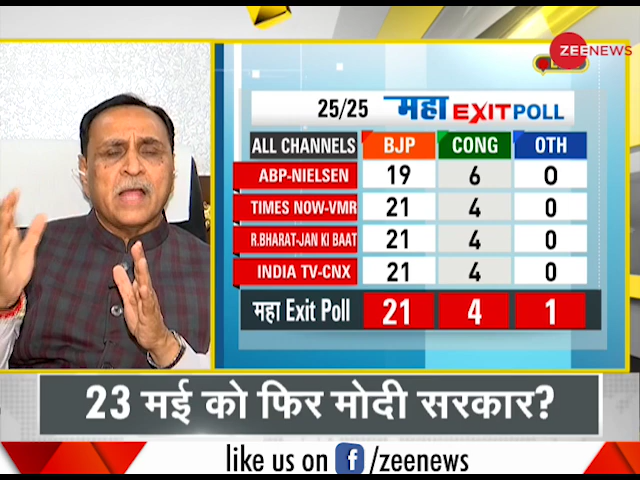 ZEENEWS
25/25 महा EXIT POLL
ALL CHANNELS BJP CONG OTH
ABP-NIELSEN 19 6 0
TIMES NOW-VMR 21 4 0
R.BHARAT-JAN KI BAAT 21 4 0
INDIA TV-CNX 21 4 0
महा Exit Poll 21 4 1
23 मई को फिर मोदी सरकार?
like us on f/zeenews